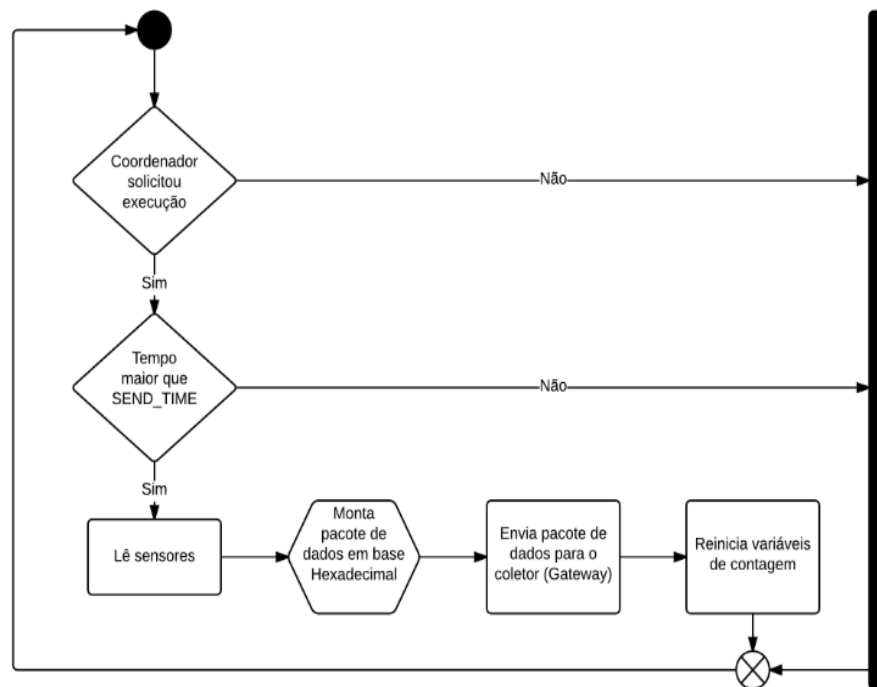 Coordenador
solicitou
execução
Não
Sim
Tempo
maior que
SEND_TIME
Não
Sim
Lê sensores
Monta
pacote de
dados em base
Hexadecimal
Envia pacote de
dados para o
coletor (Gateway)
Reinicia variáveis
de contagem